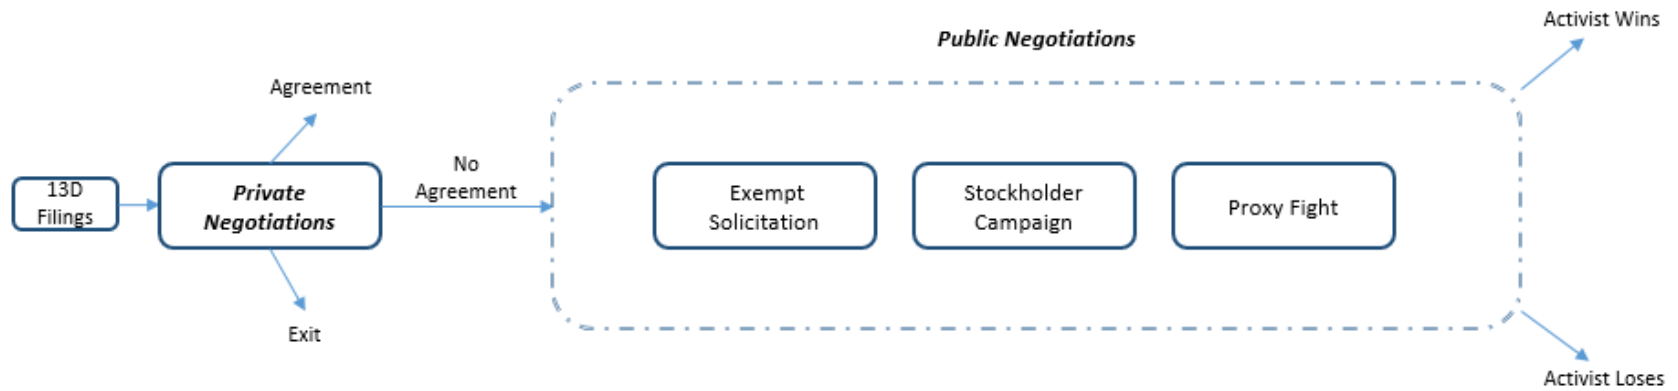 Activist Wins
Public Negotiations
Agreement
No
Agreement
13D
Filings
Private
Negotiations
Exempt
Solicitation
Stockholder
Campaign
Proxy Fight
Exit
Activist Loses